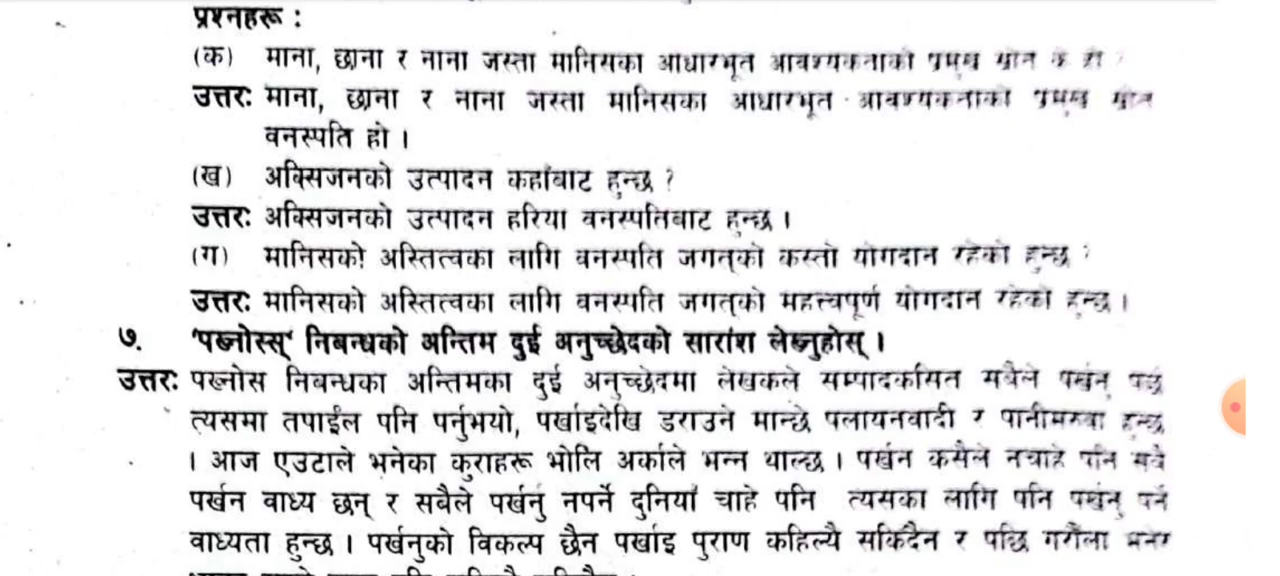 प्रश्नहरू :
(क) माना, छाना र नाना जस्ता मानिसका आधारभूत आवश्यकताको प्रमुख स्रोत के हो ?
उत्तर: माना, छाना र नाना जस्ता मानिसका आधारभूत आवश्यकताको प्रमुख स्रोत
वनस्पति हो ।
(ख) अक्सिजनको उत्पादन कहाँबाट हुन्छ ?
उत्तर: अक्सिजनको उत्पादन हरिया वनस्पतिबाट हुन्छ ।
(ग) मानिसको अस्तित्वका लागि वनस्पति जगत्‌को कस्तो योगदान रहेको हुन्छ ?
उत्तर: मानिसको अस्तित्वका लागि वनस्पति जगत्‌को महत्त्वपूर्ण योगदान रहेको हुन्छ ।
७. 'पख्नोस्स्' निबन्धको अन्तिम दुई अनुच्छेदको सारांश लेख्नुहोस् ।
उत्तर: पख्नोस निबन्धका अन्तिमका दुई अनुच्छेदमा लेखकले सम्पादकसित सबैले पर्खनु पर्छ
त्यसमा तपाईंल पनि पर्नुभयो, पर्खाइदेखि डराउने मान्छे पलायनवादी र पानीमरुवा हुन्छ
। आज एउटाले भनेका कुराहरू भोलि अर्काले भन्न थाल्छ । पर्खन कसैले नचाहे पनि सबै
पर्खन वाध्य छन् र सबैले पर्खनु नपर्ने दुनियाँ चाहे पनि त्यसका लागि पनि पर्खनु पर्ने
वाध्यता हुन्छ । पर्खनुको विकल्प छैन पर्खाइ पुराण कहिल्यै सकिदैन र पछि गरौंला भनेर